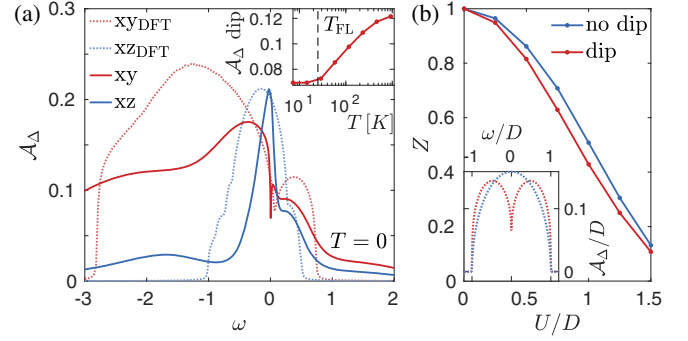 (a)
xy_DFT
xz_DFT
xy
xz
0.3
0.2
0.1
0
𝒜_Δ
-3 -2 -1 0 1 2
ω
T = 0
0.12
0.10
0.08
𝒜_Δ dip
T_FL
10^1 10^2
T [K]
(b)
no dip
dip
1
0.8
0.6
0.4
0.2
0
Z
0 0.5 1 1.5
U/D
ω/D
-1 0 1
0.1
0
𝒜_Δ/D